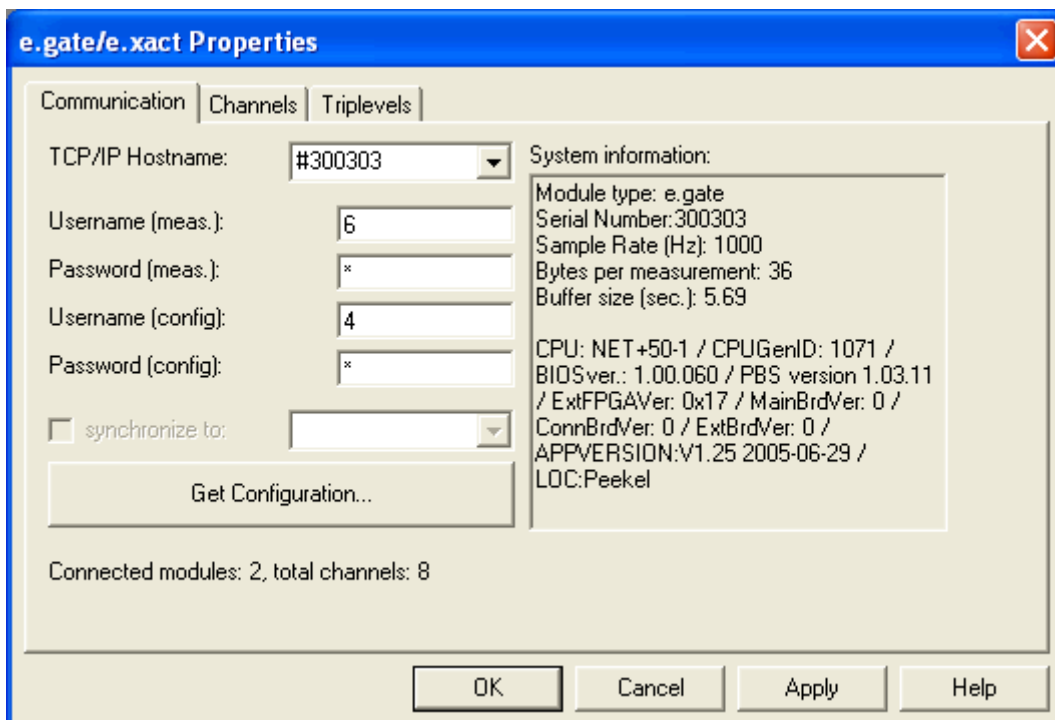 e.gate/e.xact Properties
Communication
Channels
Triplevels
TCP/IP Hostname:
#300303
Username (meas.):
6
Password (meas.):
*
Username (config):
4
Password (config):
*
synchronize to:
Get Configuration...
Connected modules: 2, total channels: 8
System information:
Module type: e.gate
Serial Number:300303
Sample Rate (Hz): 1000
Bytes per measurement: 36
Buffer size (sec.): 5.69
CPU: NET+50-1 / CPUGenID: 1071 /
BIOSver.: 1.00.060 / PBS version 1.03.11
/ ExtFPGAVer: 0x17 / MainBrdVer: 0 /
ConnBrdVer: 0 / ExtBrdVer: 0 /
APPVERSION:V1.25 2005-06-29 /
LOC:Peekel
OK
Cancel
Apply
Help